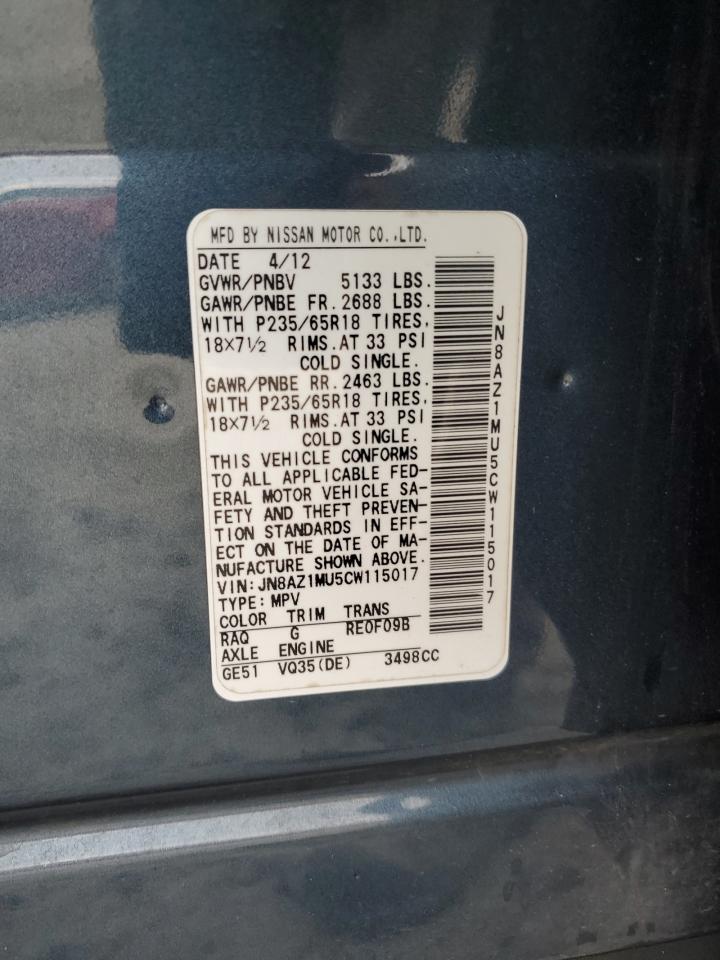 MFD BY NISSAN MOTOR CO.,LTD.
DATE 4/12
GVWR/PNBV 5133 LBS.
GAWR/PNBE FR. 2688 LBS.
WITH P235/65R18 TIRES,
18×7½ RIMS.AT 33 PSI
COLD SINGLE.
GAWR/PNBE RR. 2463 LBS.
WITH P235/65R18 TIRES,
18×7½ RIMS.AT 33 PSI
COLD SINGLE.
THIS VEHICLE CONFORMS
TO ALL APPLICABLE FED-
ERAL MOTOR VEHICLE SA-
FETY AND THEFT PREVEN-
TION STANDARDS IN EFF-
ECT ON THE DATE OF MA-
NUFACTURE SHOWN ABOVE.
VIN:JN8AZ1MU5CW115017
TYPE:MPV
COLOR TRIM TRANS
RAQ G RE0F09B
AXLE ENGINE
GE51 VQ35(DE) 3498CC
JN8AZ1MU5CW115017